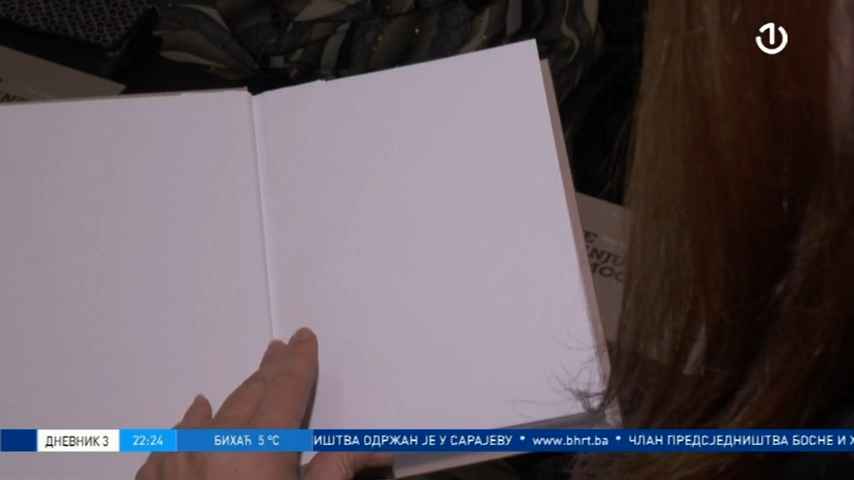 ДНЕВНИК 3 22:24 БИХАЋ 5 °C ИШТВА ОДРЖАН ЈЕ У САРАЈЕВУ * www.bhrt.ba * ЧЛАН ПРЕДСЈЕДНИШТВА БОСНЕ И Х